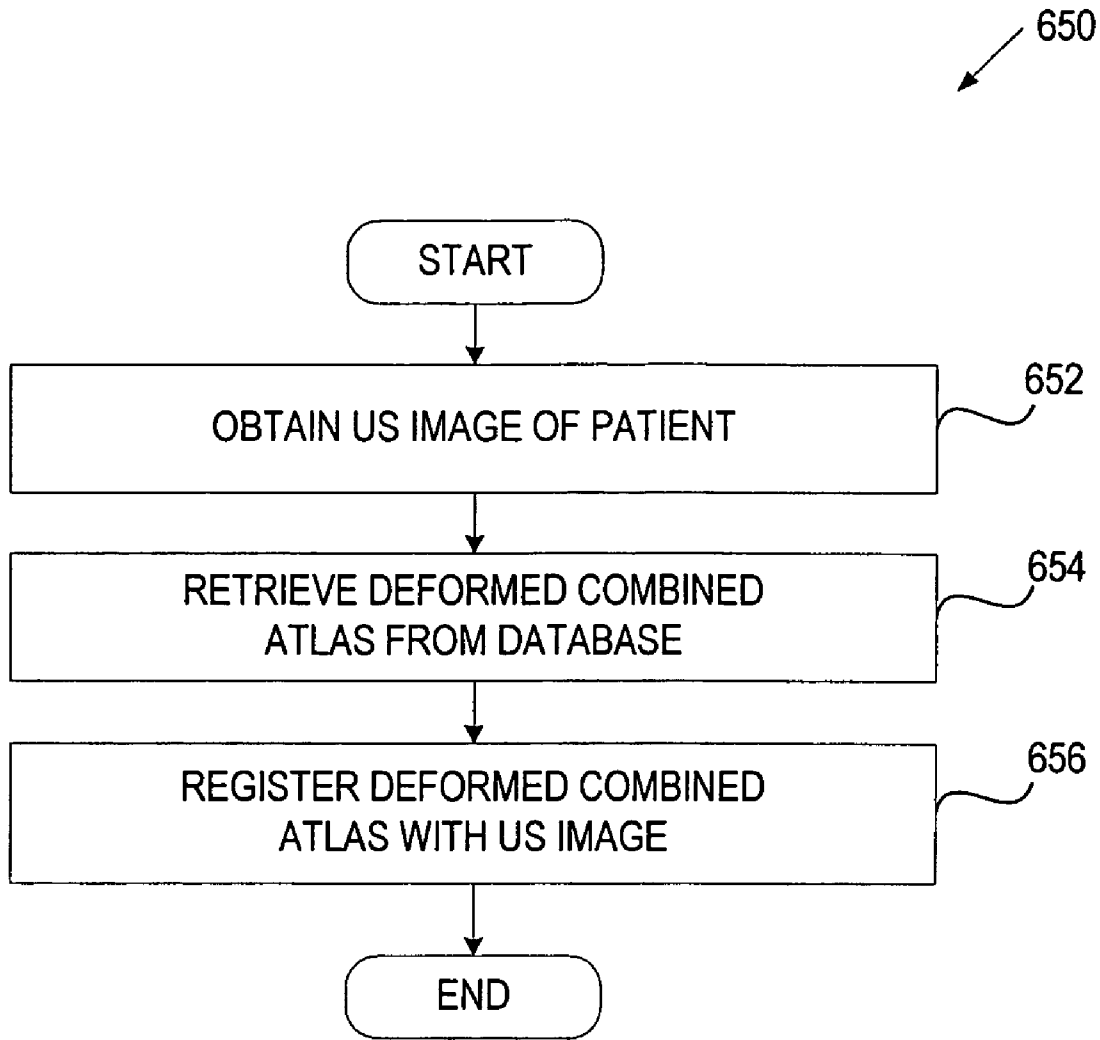 650
START
OBTAIN US IMAGE OF PATIENT
652
RETRIEVE DEFORMED COMBINED
ATLAS FROM DATABASE
654
REGISTER DEFORMED COMBINED
ATLAS WITH US IMAGE
656
END